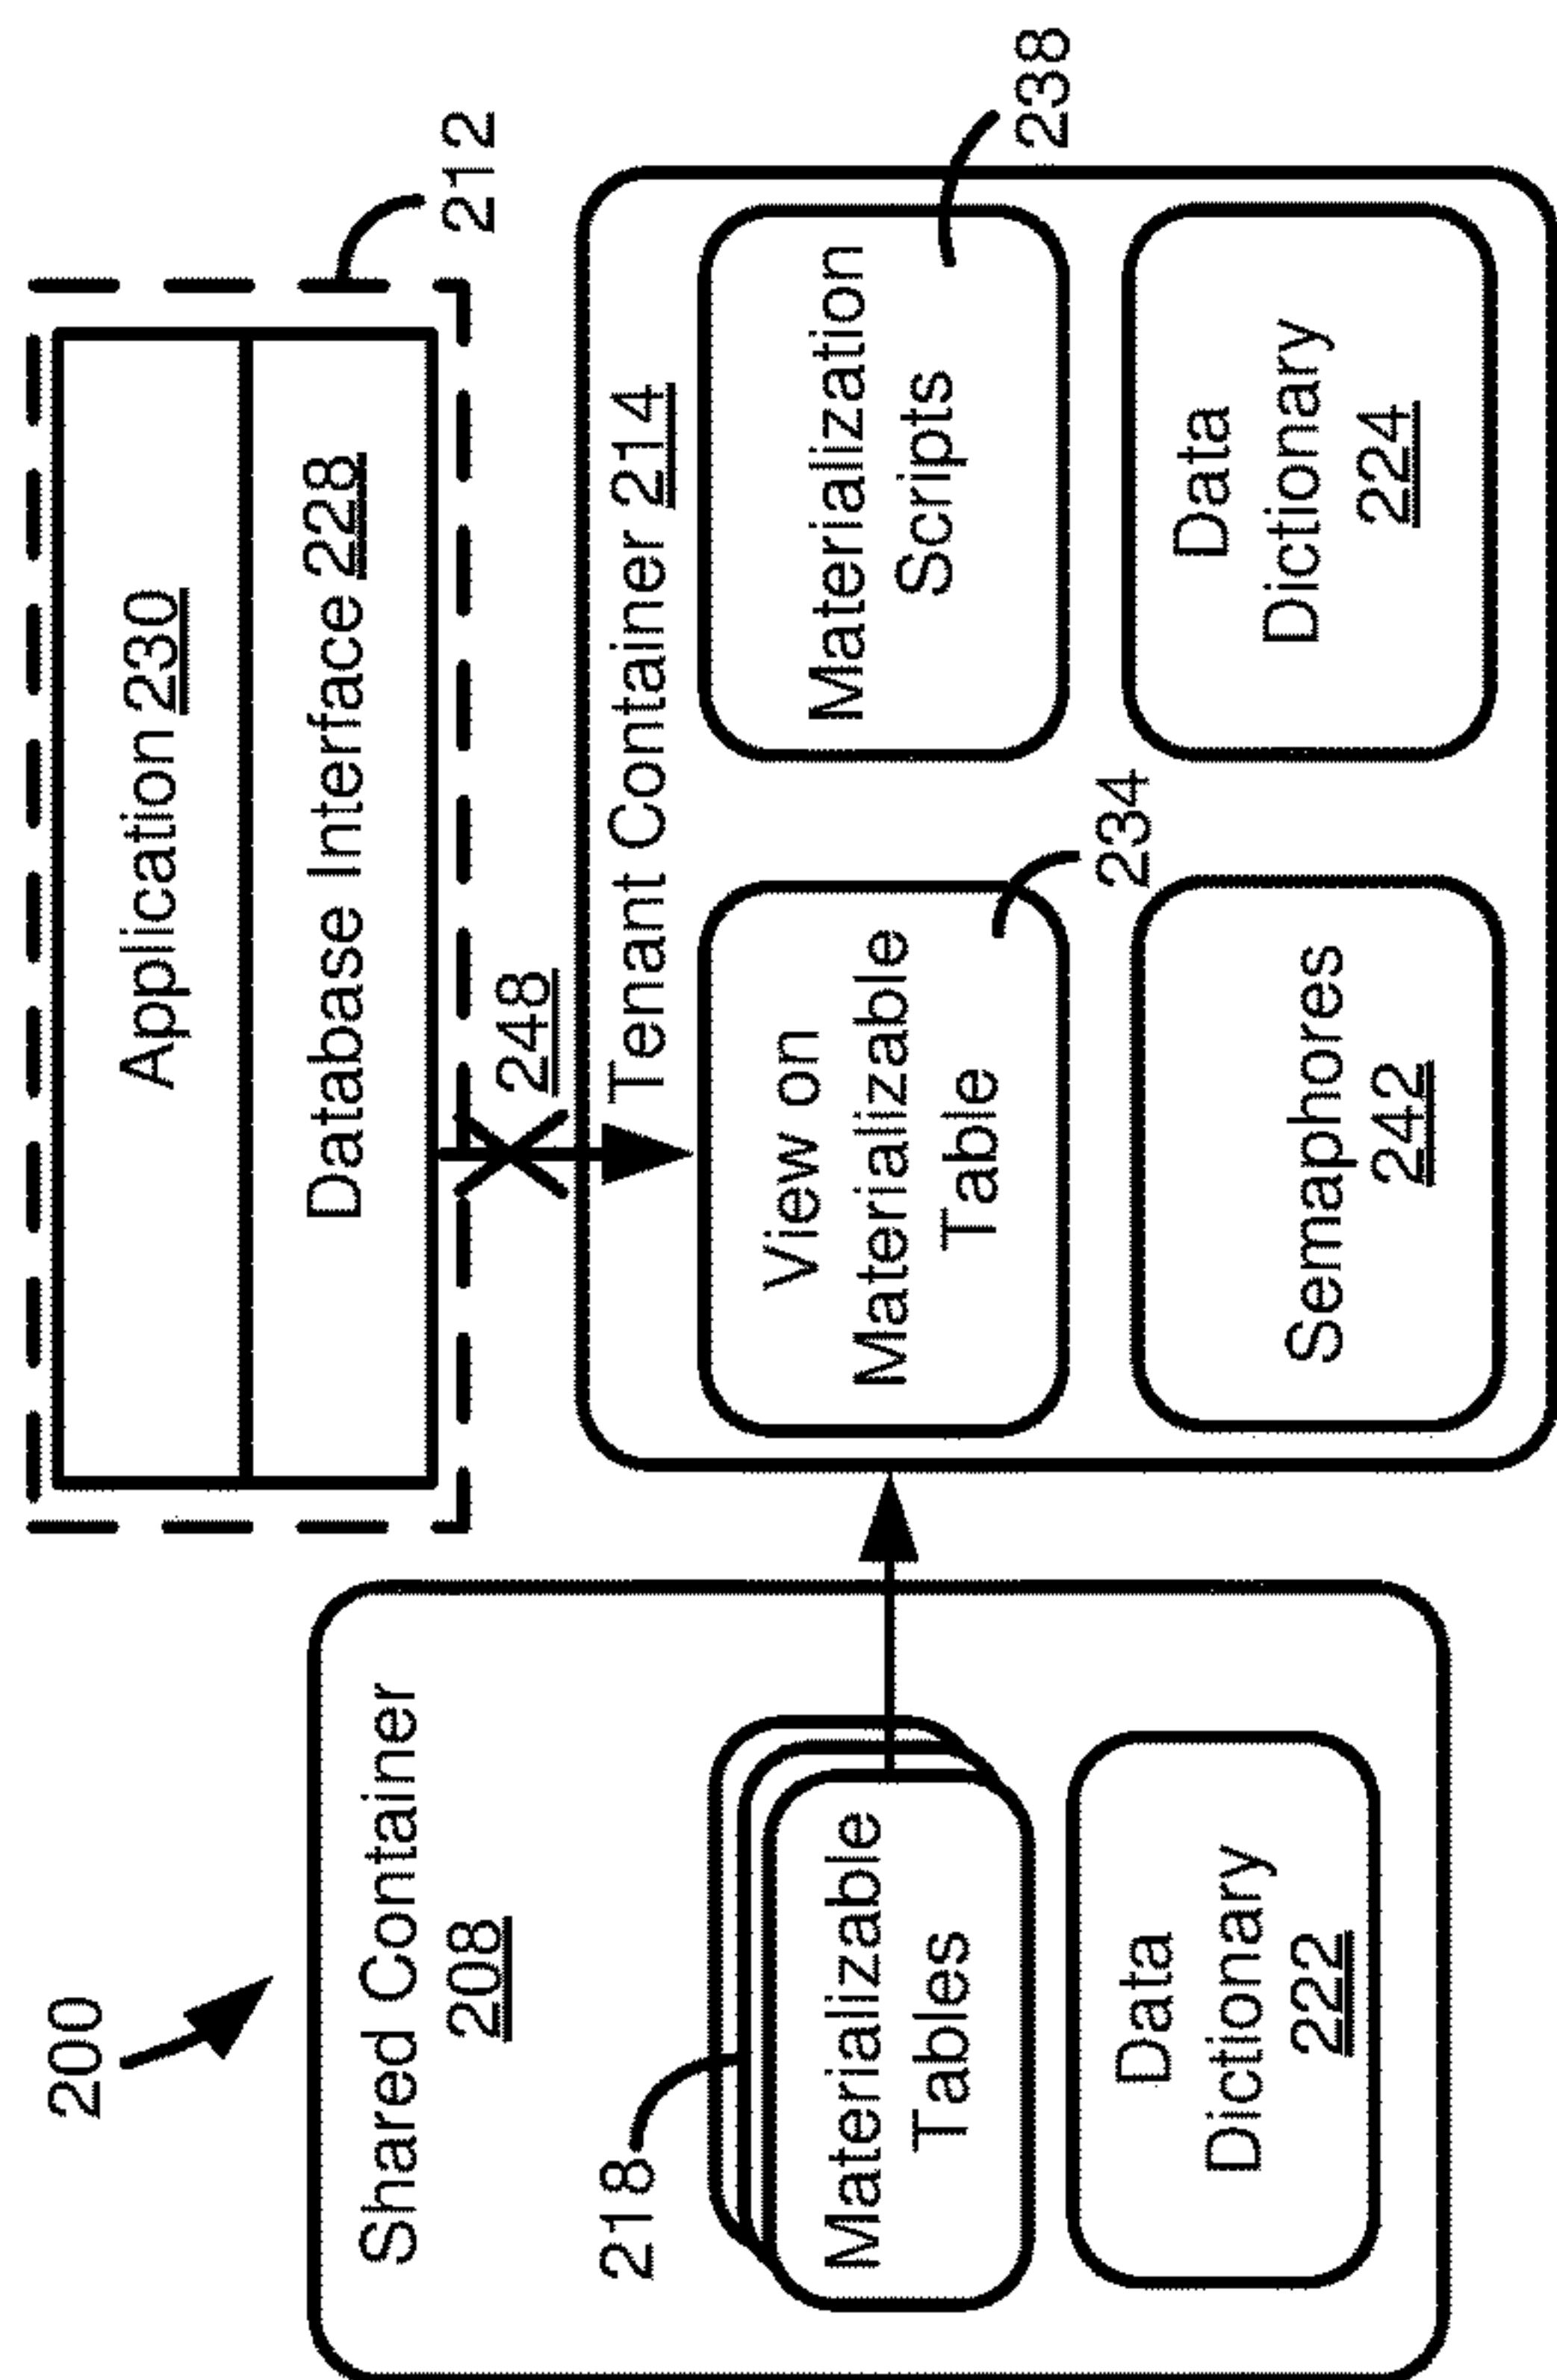 200
Shared Container
208
218
Materializable
Tables
Data
Dictionary
222
Application 230
Database Interface 228
212
248
Tenant Container 214
View on
Materializable
Table
234
Materialization
Scripts
238
Semaphores
242
Data
Dictionary
224